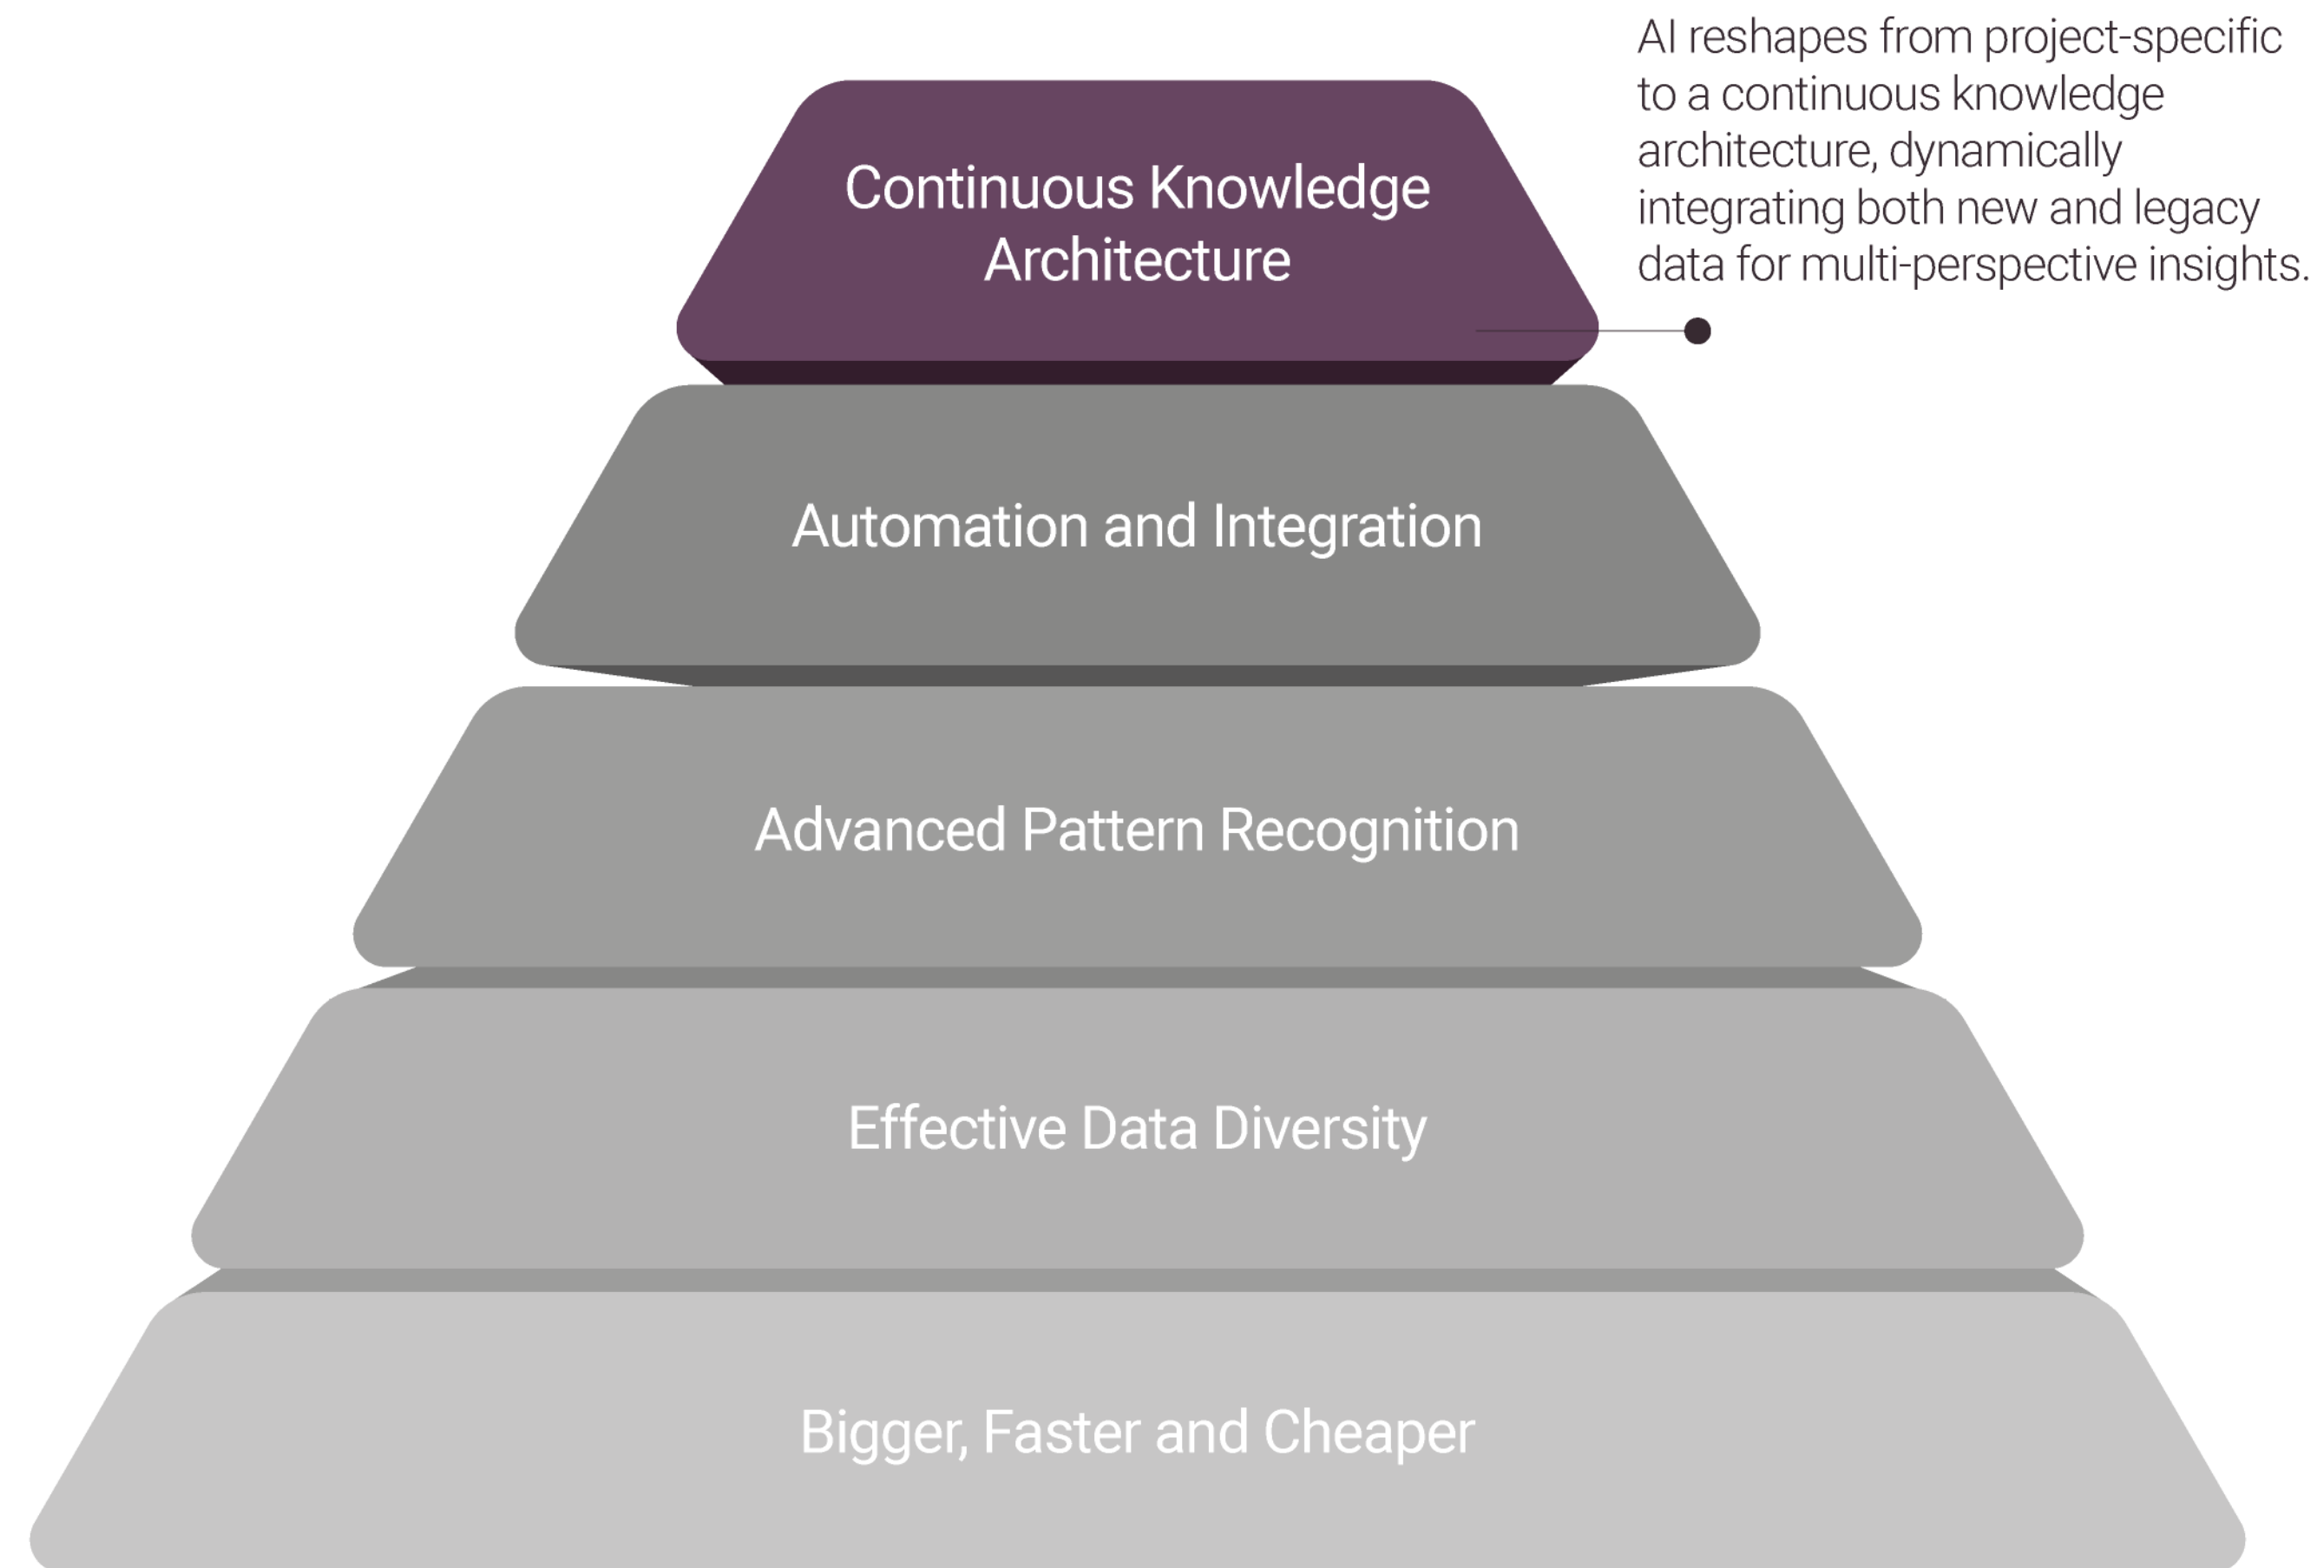 AI reshapes from project-specific
to a continuous knowledge
architecture, dynamically
integrating both new and legacy
data for multi-perspective insights.
Continuous Knowledge
Architecture
Automation and Integration
Advanced Pattern Recognition
Effective Data Diversity
Bigger, Faster and Cheaper